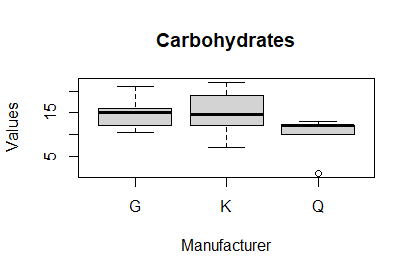 Carbohydrates
Values
15
5
G K Q
Manufacturer